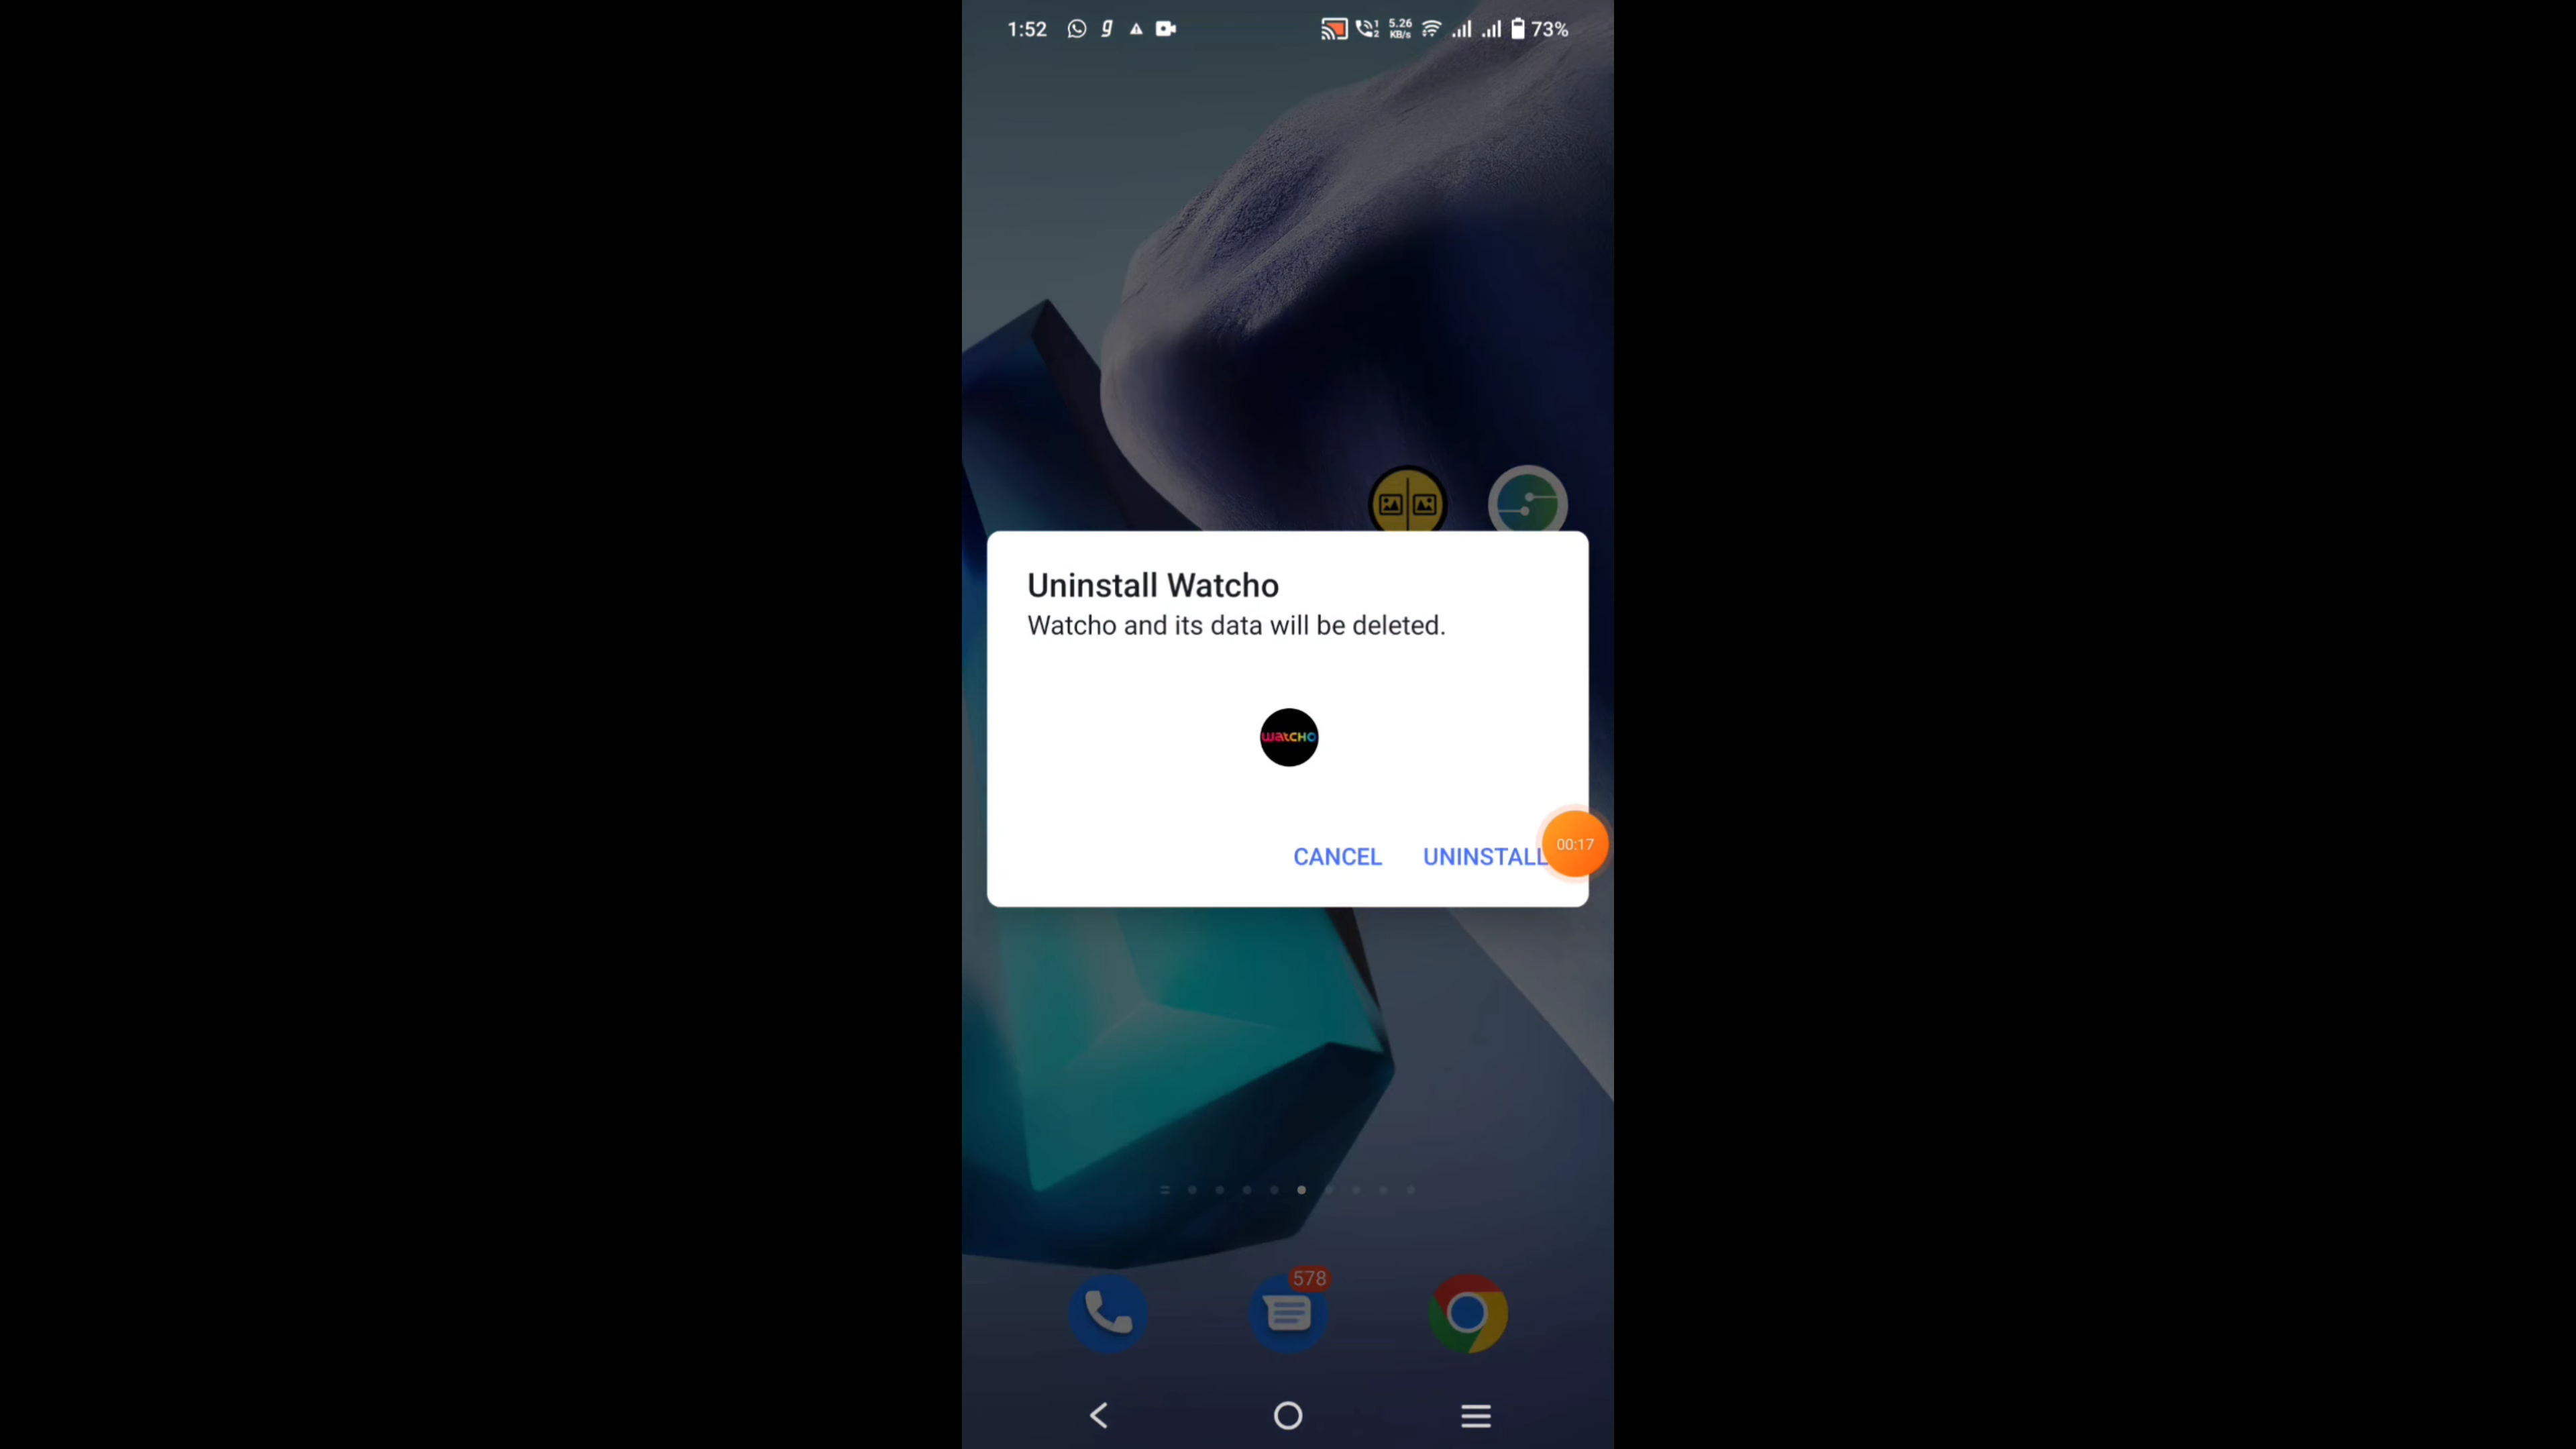 1:52 g 5.26 KB/s 73%
Uninstall Watcho
Watcho and its data will be deleted.
WATCHO
CANCEL UNINSTALL
00:17
578